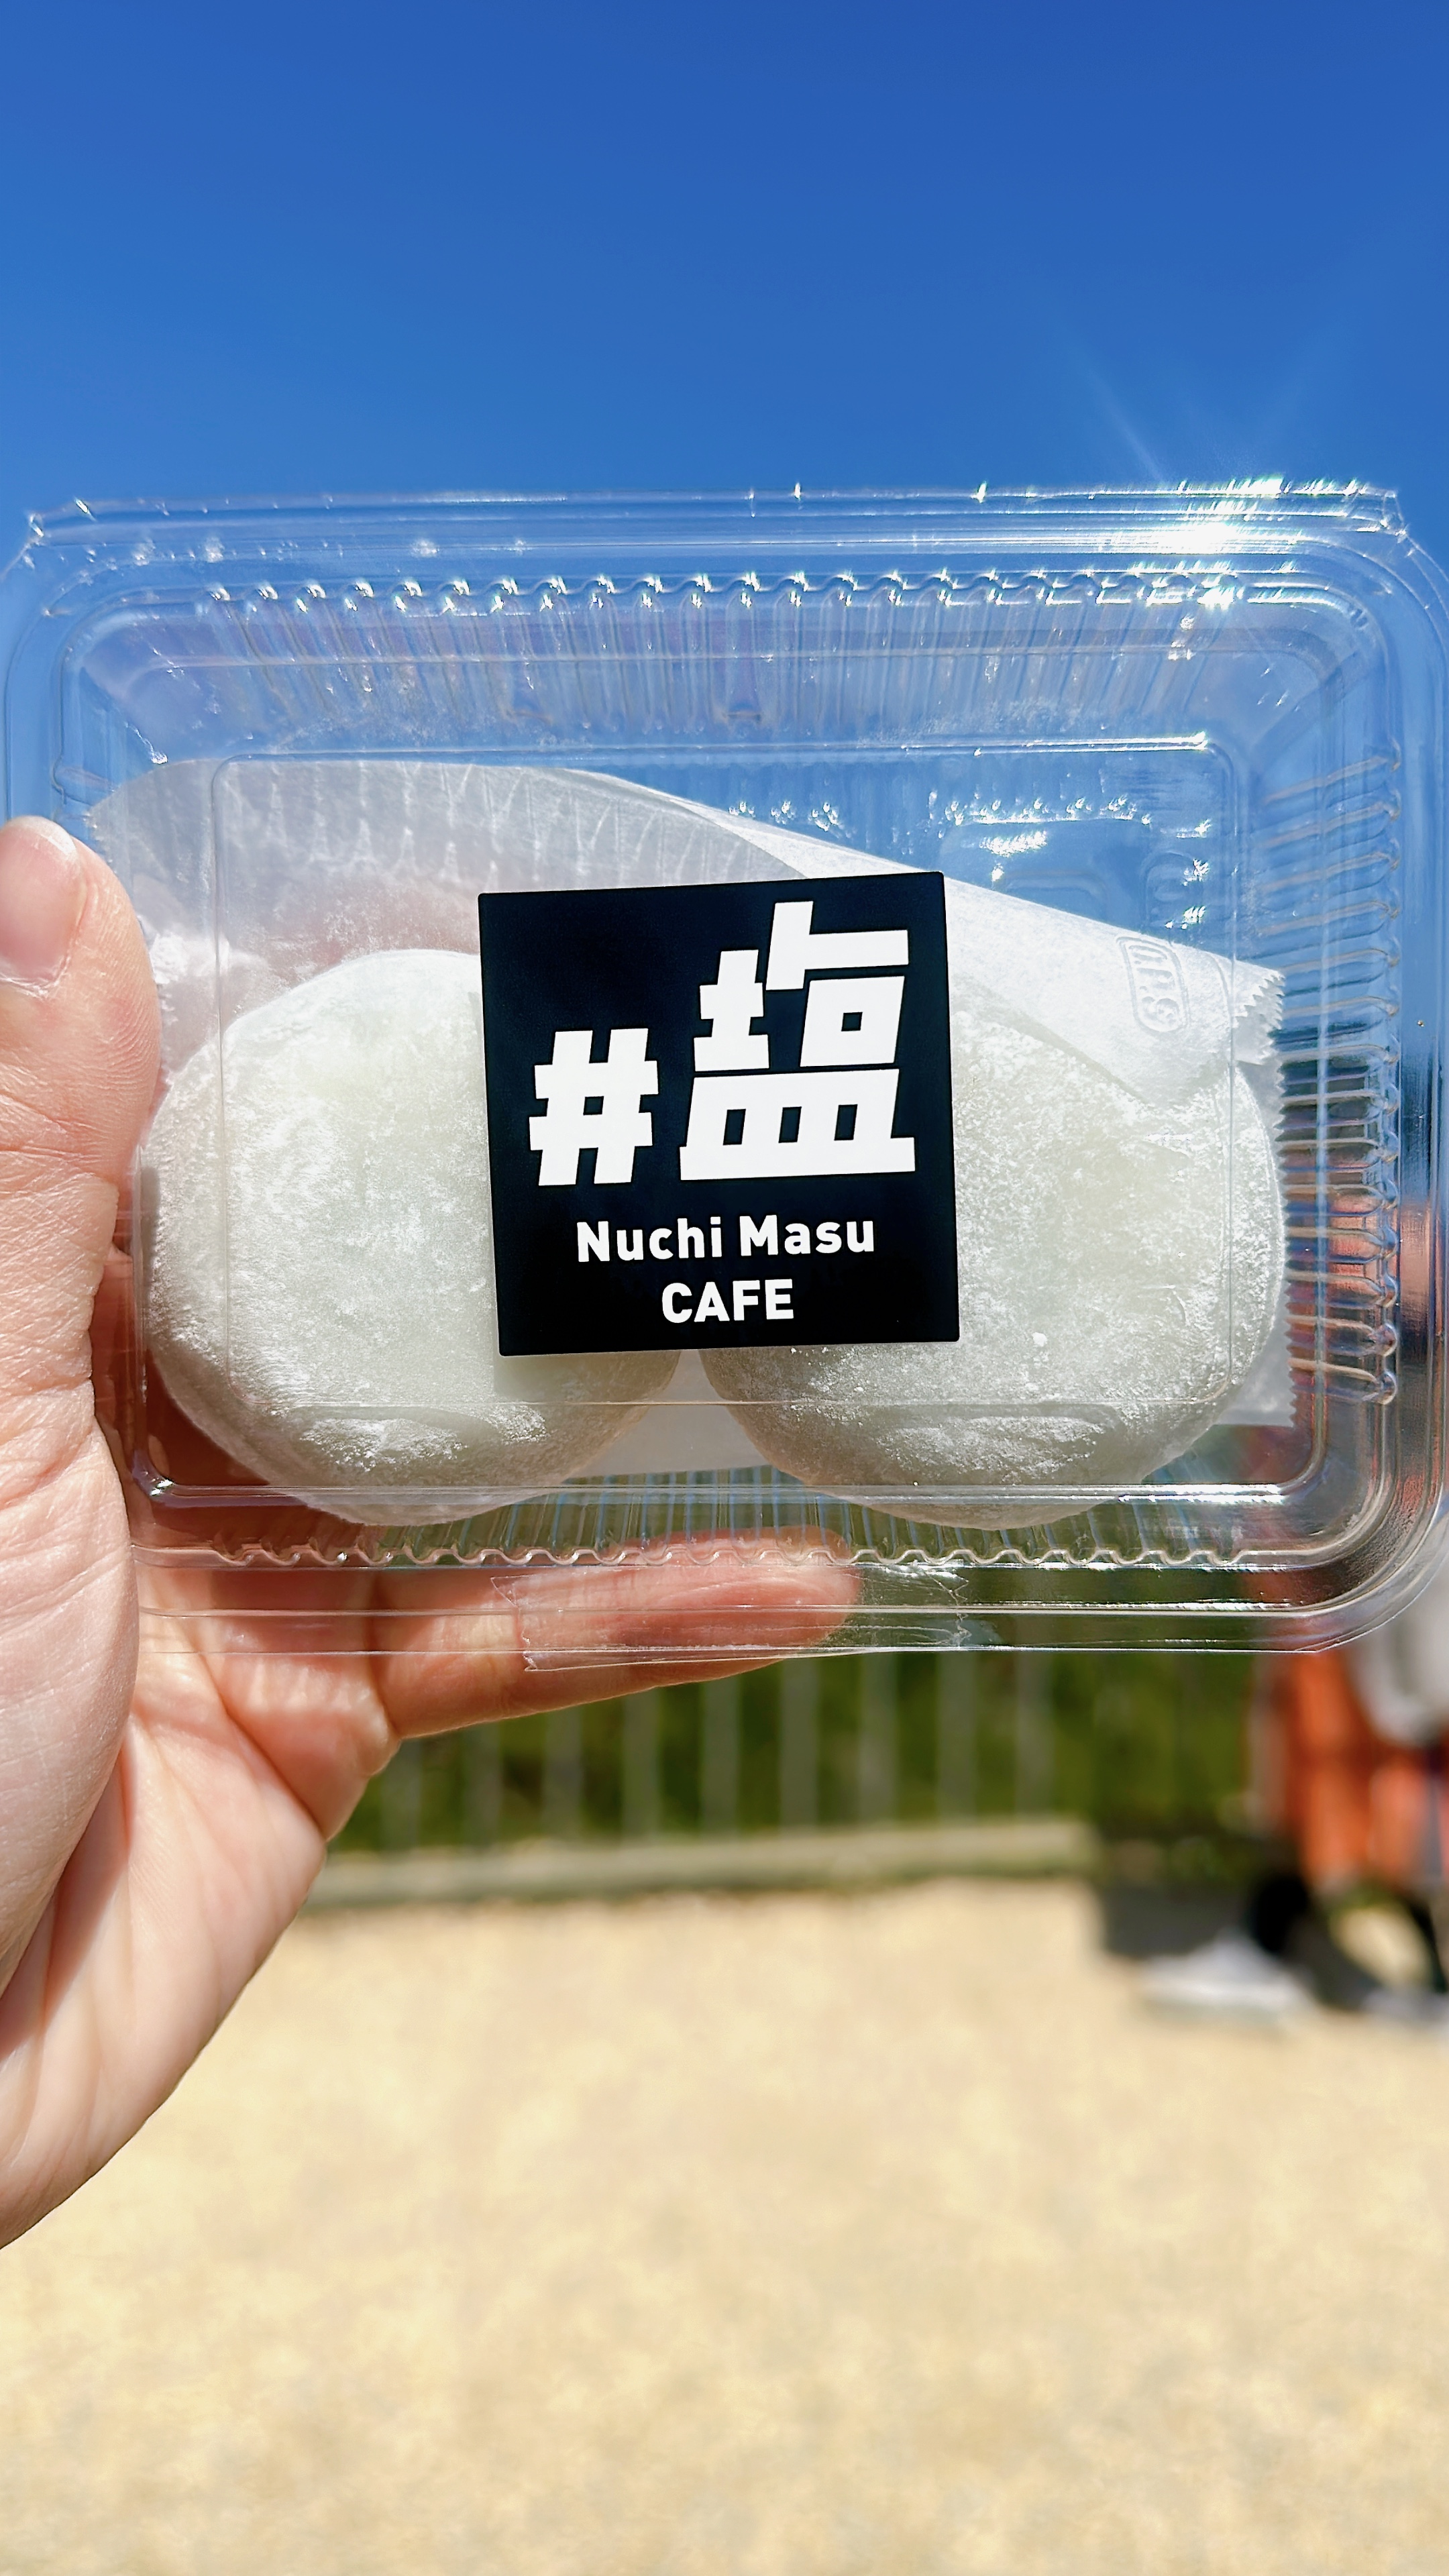 #塩
Nuchi Masu
CAFE